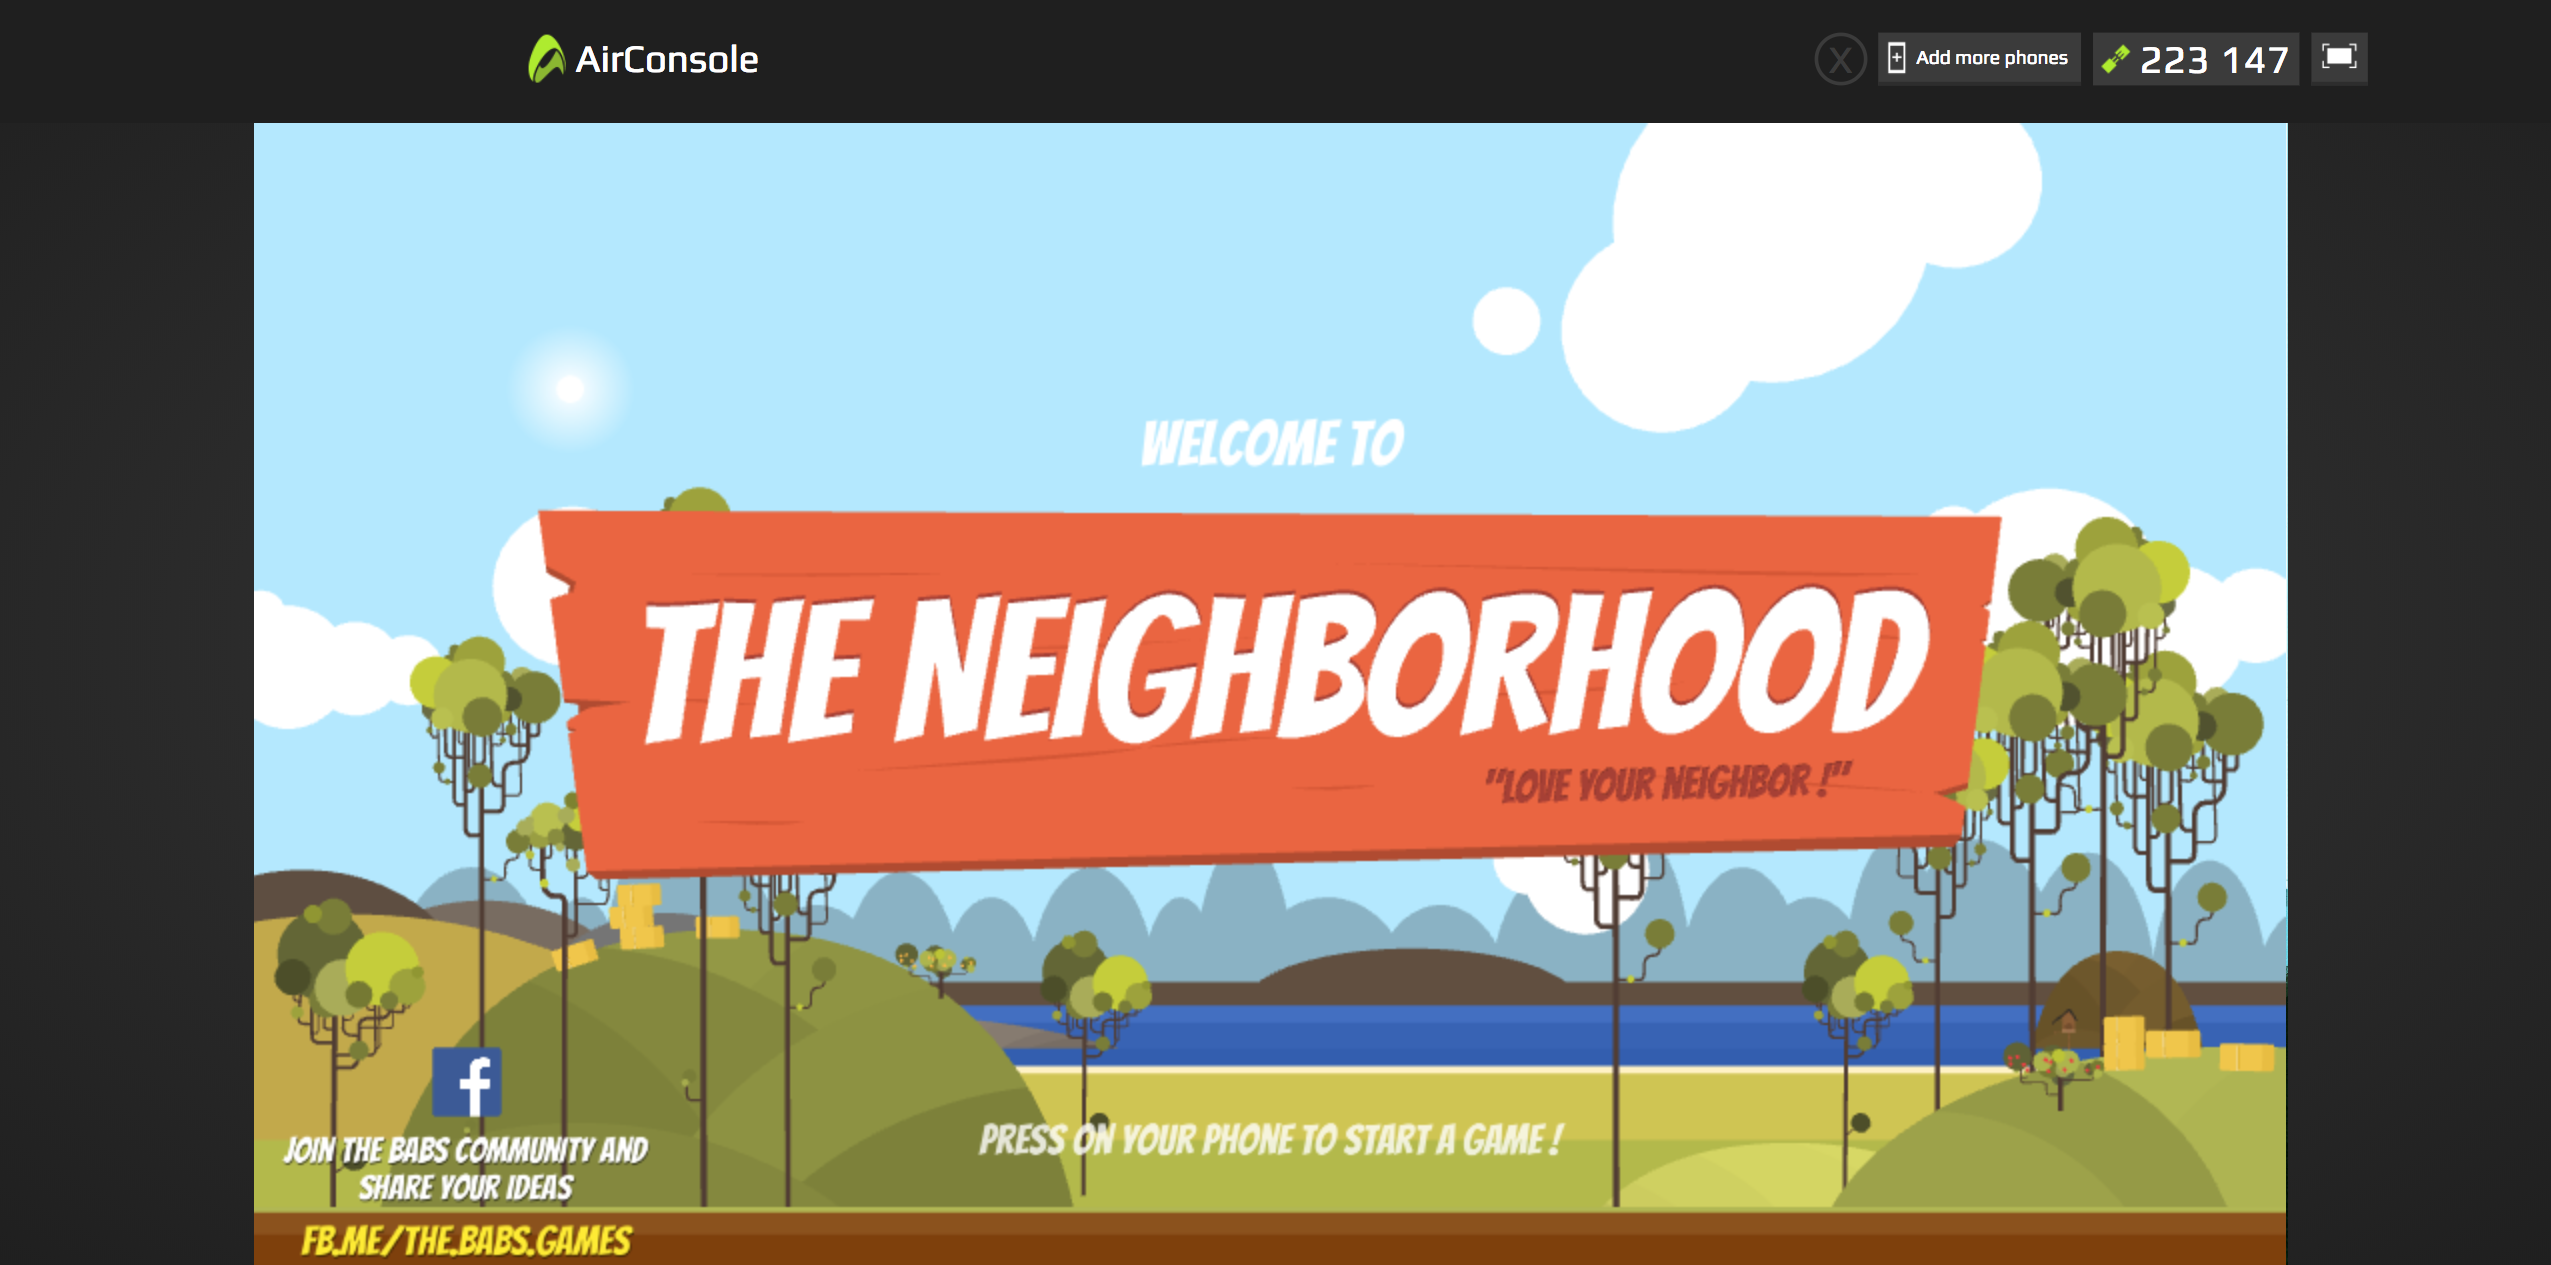 AirConsole
X
Add more phones
223 147
WELCOME TO
THE NEIGHBORHOOD
"LOVE YOUR NEIGHBOR !"
f
JOIN THE BABS COMMUNITY AND
SHARE YOUR IDEAS
FB.ME/THE.BABS.GAMES
PRESS ON YOUR PHONE TO START A GAME !